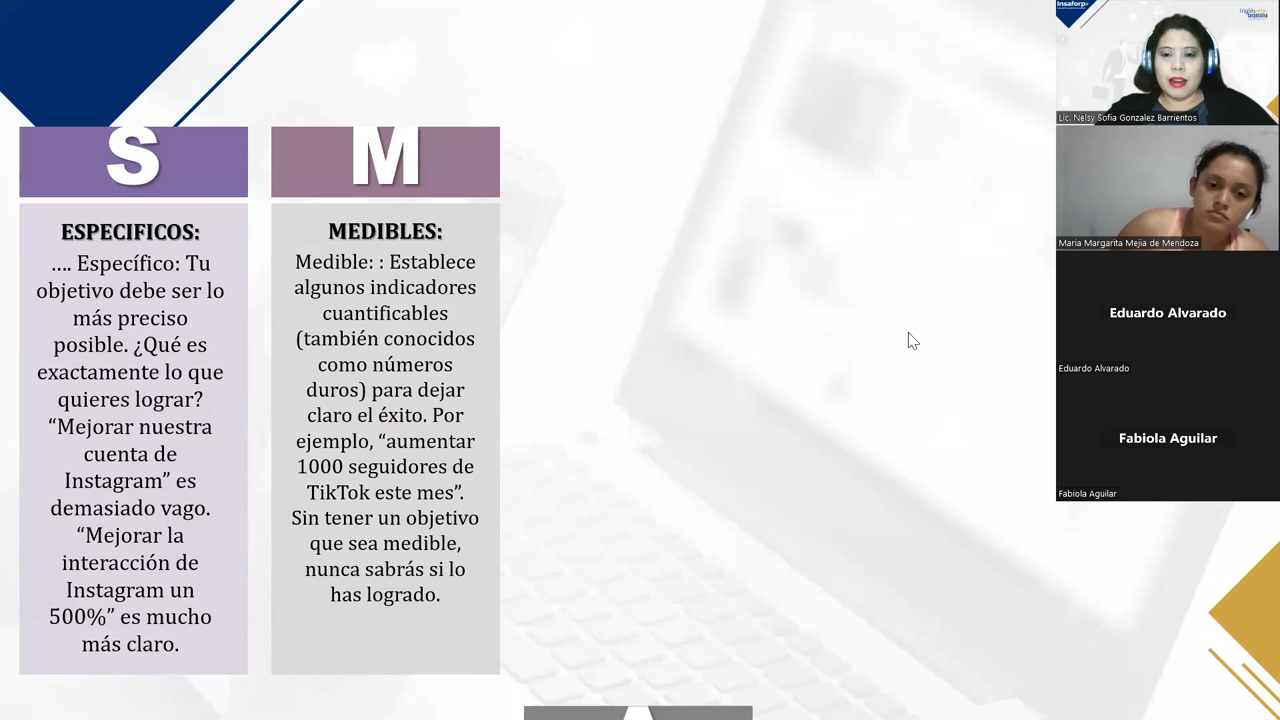 S
ESPECIFICOS:
.... Específico: Tu
objetivo debe ser lo
más preciso
posible. ¿Qué es
exactamente lo que
quieres lograr?
“Mejorar nuestra
cuenta de
Instagram” es
demasiado vago.
“Mejorar la
interacción de
Instagram un
500%” es mucho
más claro.
M
MEDIBLES:
Medible: : Establece
algunos indicadores
cuantificables
(también conocidos
como números
duros) para dejar
claro el éxito. Por
ejemplo, “aumentar
1000 seguidores de
TikTok este mes”.
Sin tener un objetivo
que sea medible,
nunca sabrás si lo
has logrado.
Insaforp
Inglés
corporativo
Lic. Nelsy Sofia Gonzalez Barrientos
Maria Margarita Mejia de Mendoza
Eduardo Alvarado
Eduardo Alvarado
Fabiola Aguilar
Fabiola Aguilar